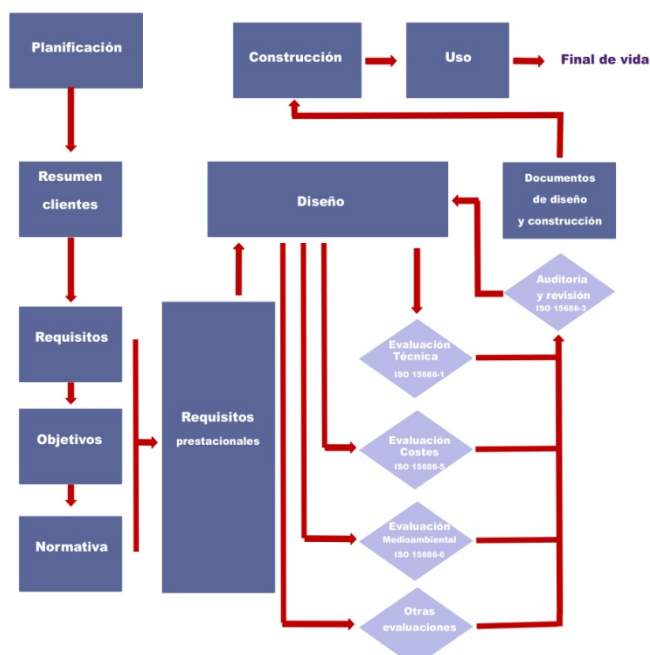 Planificación
Construcción
Uso
Final de vida
Resumen
clientes
Diseño
Documentos
de diseño
y construcción
Auditoría
y revisión
ISO 15686-3
Requisitos
Evaluación
Técnica
ISO 15686-1
Requisitos
prestacionales
Objetivos
Evaluación
Costes
ISO 15686-5
Normativa
Evaluación
Medioambiental
ISO 15686-6
Otras
evaluaciones